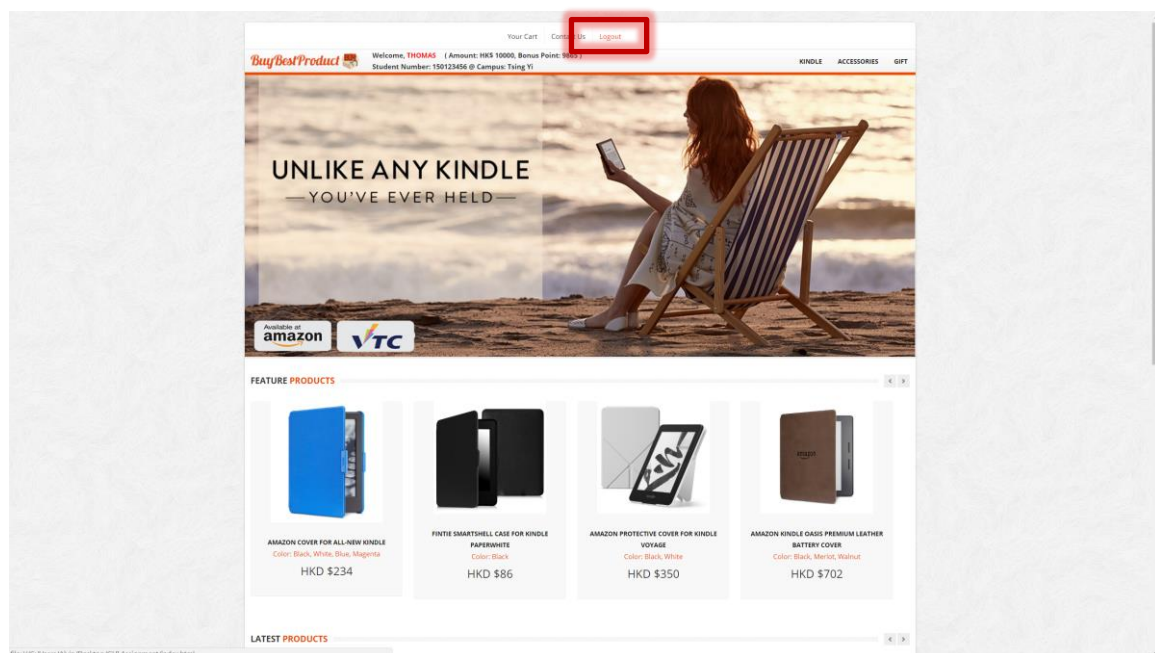 Your Cart Contact Us Logout
BuyBestProduct
Welcome, THOMAS ( Amount: HK$ 10000, Bonus Point: 9865 )
Student Number: 150123456 @ Campus: Tsing Yi
KINDLE ACCESSORIES GIFT
UNLIKE ANY KINDLE
—YOU'VE EVER HELD—
Available at
amazon
VTC
FEATURE PRODUCTS
amazon
AMAZON COVER FOR ALL-NEW KINDLE
Color: Black, White, Blue, Magenta
HKD $234
FINTIE SMARTSHELL CASE FOR KINDLE
PAPERWHITE
Color: Black
HKD $86
AMAZON PROTECTIVE COVER FOR KINDLE
VOYAGE
Color: Black, White
HKD $350
AMAZON KINDLE OASIS PREMIUM LEATHER
BATTERY COVER
Color: Black, Merlot, Walnut
HKD $702
LATEST PRODUCTS